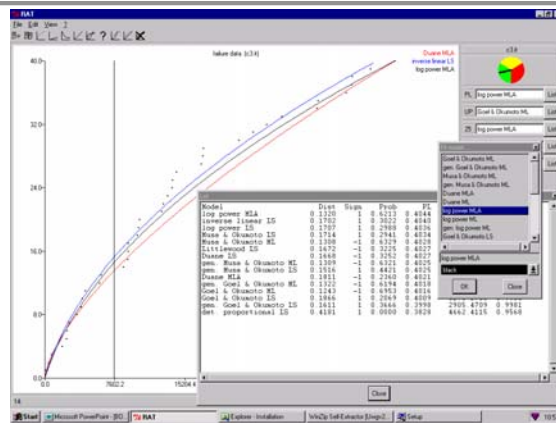 RAT
File Edit View ?
failure data (c3.fr)
Duane MLA
inverse linear LS
log power MLA
40.0
32.0
24.0
16.0
8.0
0.0
0.0 7602.2 15204.4
14
PL log power MLA List
UP Goel & Okumoto ML List
log power MLA
Goel & Okumoto ML
gen. Goel & Okumoto ML
Musa & Okumoto ML
gen. Musa & Okumoto ML
Duane MLA
Duane ML
log power MLA
log power ML
gen. log power ML
Goel & Okumoto LS
log power MLA
black
OK Close
Model Dist Sign Prob PL
log power MLA 0.1320 1 0.6213 0.4044
inverse linear LS 0.1702 1 0.3022 0.4040
log power LS 0.1707 1 0.2988 0.4036
Musa & Okumoto LS 0.1714 1 0.2941 0.4034
Musa & Okumoto ML 0.1308 -1 0.6329 0.4028
Littlewood LS 0.1672 -1 0.3225 0.4027
Duane LS 0.1668 1 0.3252 0.4027
gen. Musa & Okumoto ML 0.1309 -1 0.6321 0.4025
gen. Musa & Okumoto LS 0.1516 1 0.4421 0.4025
Duane MLA 0.1811 -1 0.2360 0.4021
gen. Goel & Okumoto ML 0.1322 -1 0.6194 0.4018
Goel & Okumoto ML 0.1243 -1 0.6953 0.4016
Goel & Okumoto LS 0.1866 1 0.2069 0.4009
gen. Goel & Okumoto LS 0.1611 1 0.3666 0.3998 2905.4709 0.9981
det. proportional LS 0.4181 1 0.0000 0.3828 4662.4115 0.9568
Close
Start Microsoft PowerPoint RAT Explorer - Installation WinZip Self-Extractor Setup